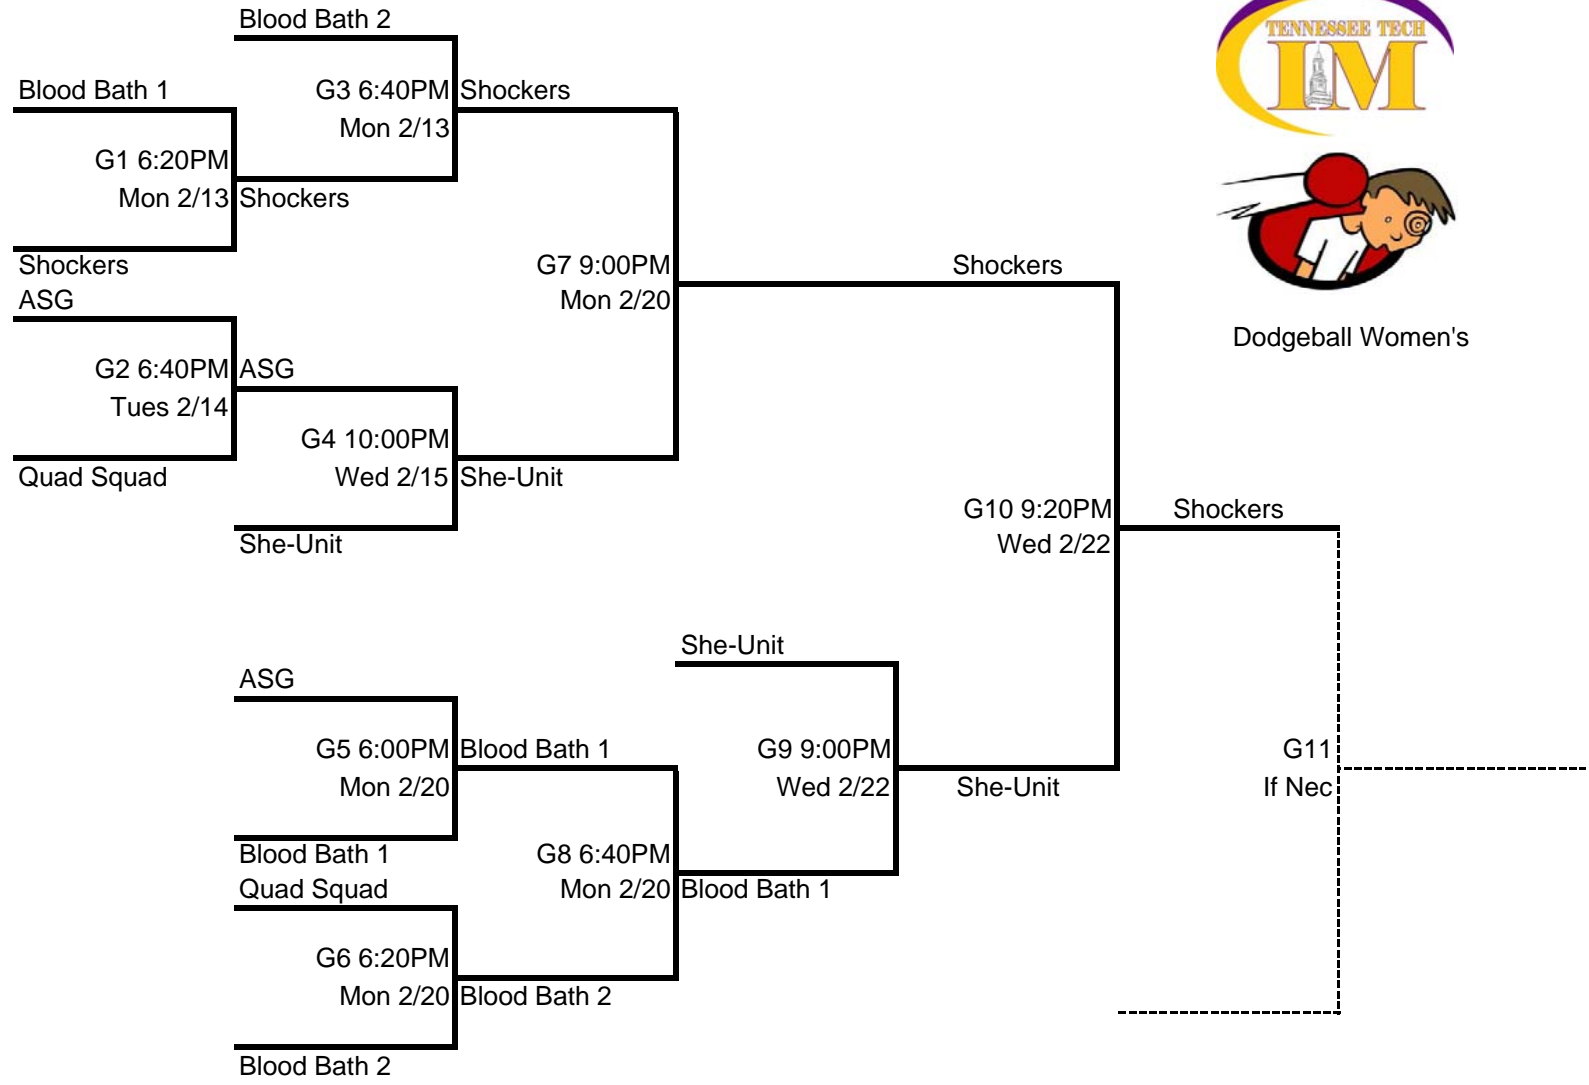 Blood Bath 2
TENNESSEE TECH
IM
Blood Bath 1
G3 6:40PM
Shockers
Mon 2/13
G1 6:20PM
Mon 2/13
Shockers
Shockers
ASG
G7 9:00PM
Mon 2/20
Shockers
Dodgeball Women's
G2 6:40PM
ASG
Tues 2/14
G4 10:00PM
Quad Squad
Wed 2/15
She-Unit
She-Unit
G10 9:20PM
Wed 2/22
Shockers
She-Unit
ASG
G5 6:00PM
Blood Bath 1
Mon 2/20
G9 9:00PM
Wed 2/22
She-Unit
G11
If Nec
Blood Bath 1
Quad Squad
G8 6:40PM
Mon 2/20
Blood Bath 1
G6 6:20PM
Mon 2/20
Blood Bath 2
Blood Bath 2